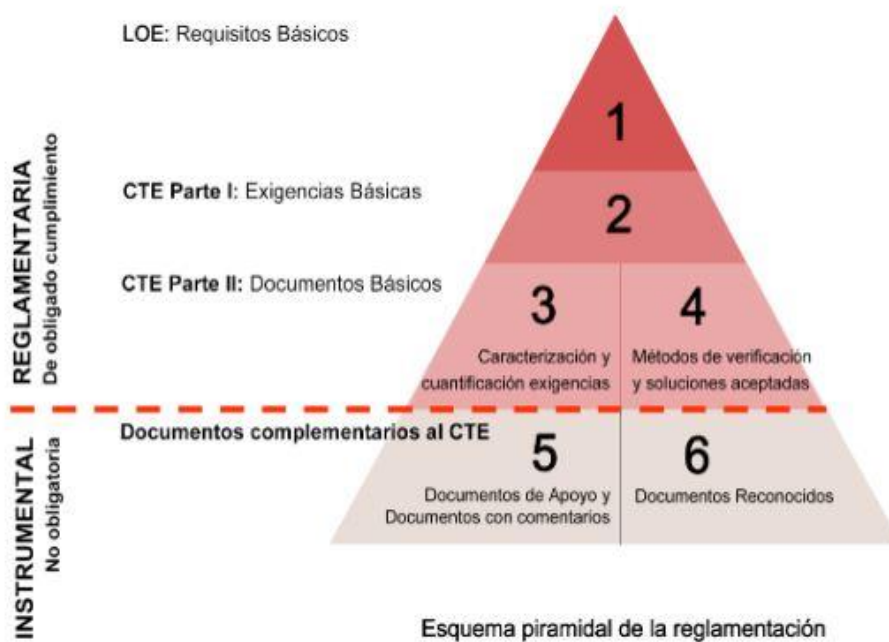 LOE: Requisitos Básicos
1
CTE Parte I: Exigencias Básicas
2
CTE Parte II: Documentos Básicos
3
Caracterización y
cuantificación exigencias
4
Métodos de verificación
y soluciones aceptadas
REGLAMENTARIA
De obligado cumplimiento
Documentos complementarios al CTE
5
Documentos de Apoyo y
Documentos con comentarios
6
Documentos Reconocidos
INSTRUMENTAL
No obligatoria
Esquema piramidal de la reglamentación